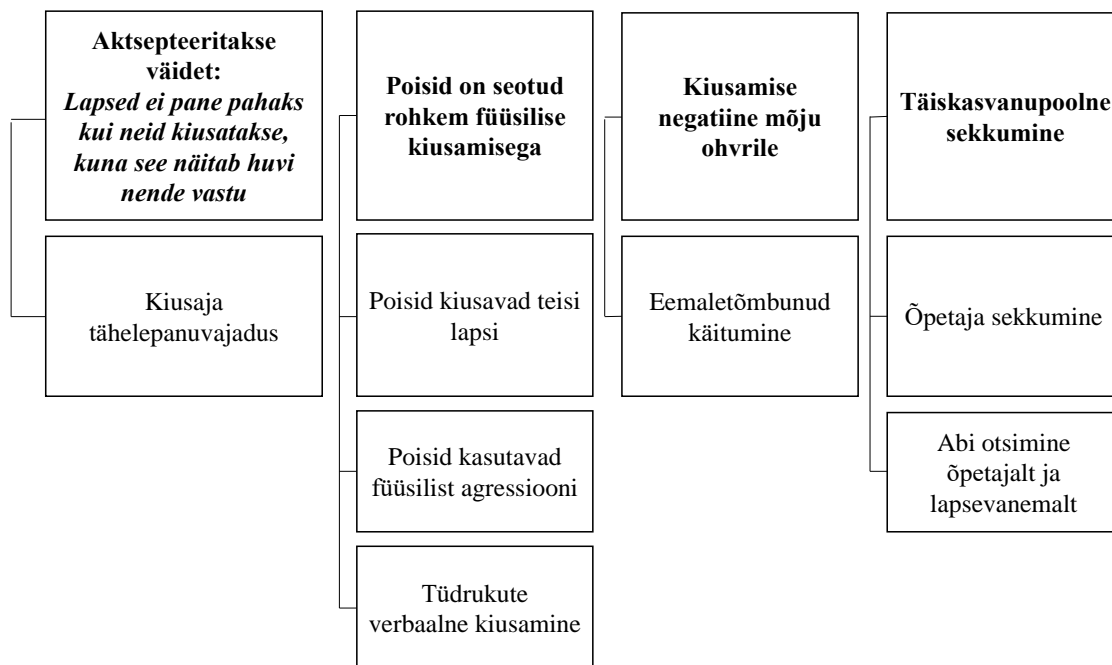 Aktsepteeritakse
väidet:
Lapsed ei pane pahaks
kui neid kiusatakse,
kuna see näitab huvi
nende vastu
Kiusaja
tähelepanuvajadus
Poisid on seotud
rohkem füüsilise
kiusamisega
Poisid kiusavad teisi
lapsi
Poisid kasutavad
füüsilist agressiooni
Tüdrukute
verbaalne kiusamine
Kiusamise
negatiine mõju
ohvrile
Eemaletõmbunud
käitumine
Täiskasvanupoolne
sekkumine
Õpetaja sekkumine
Abi otsimine
õpetajalt ja
lapsevanemalt